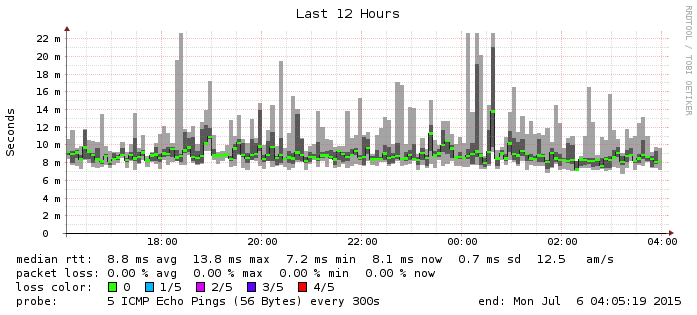 Last 12 Hours
RRDTOOL / TOBI OETIKER
Seconds
22 m
20 m
18 m
16 m
14 m
12 m
10 m
8 m
6 m
4 m
2 m
0
18:00 20:00 22:00 00:00 02:00 04:00
median rtt: 8.8 ms avg 13.8 ms max 7.2 ms min 8.1 ms now 0.7 ms sd 12.5 am/s
packet loss: 0.00 % avg 0.00 % max 0.00 % min 0.00 % now
loss color: 0 1/5 2/5 3/5 4/5
probe: 5 ICMP Echo Pings (56 Bytes) every 300s end: Mon Jul 6 04:05:19 2015